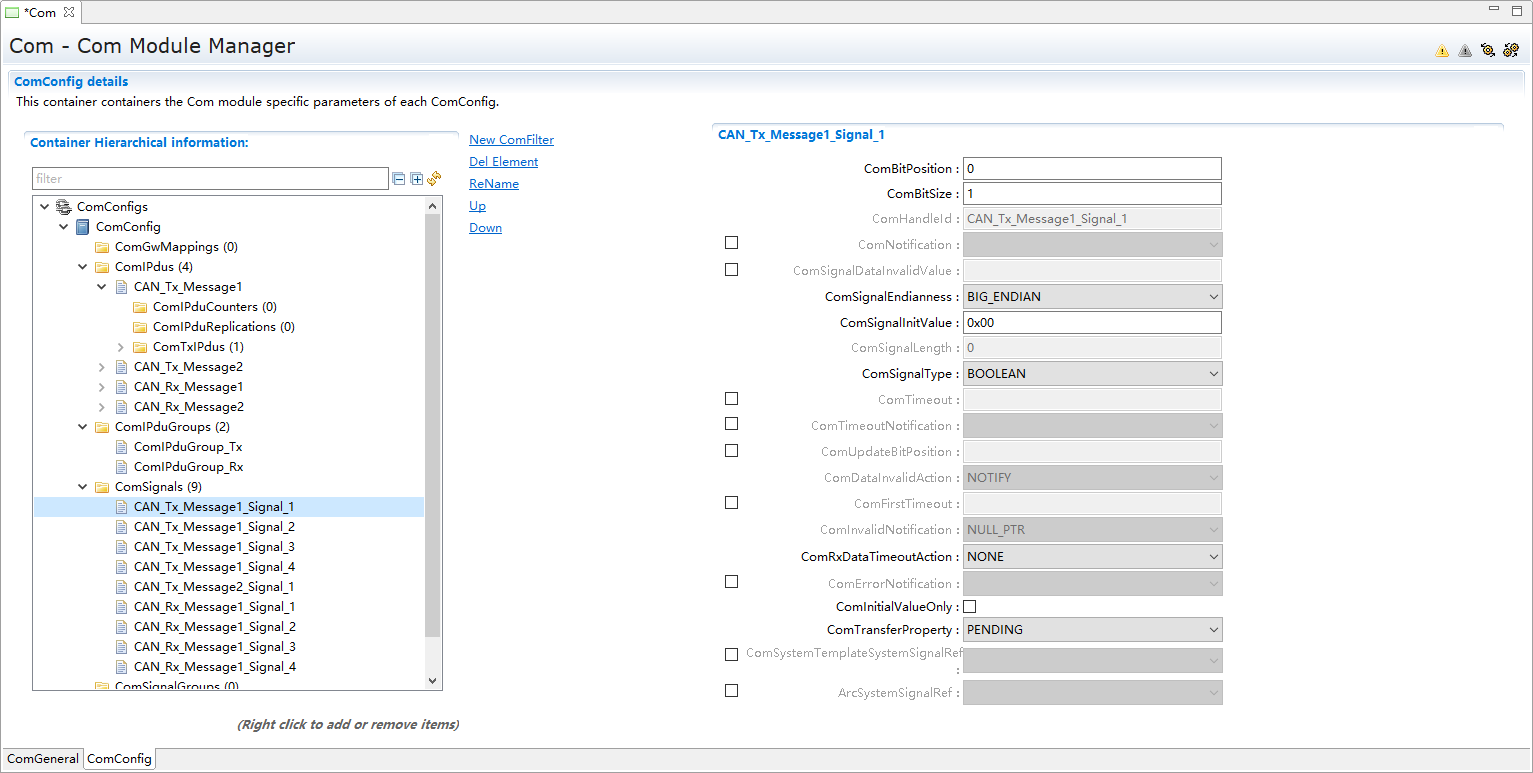 *Com
Com - Com Module Manager
ComConfig details
This container containers the Com module specific parameters of each ComConfig.
Container Hierarchical information:
filter
ComConfigs
ComConfig
ComGwMappings (0)
ComIPdus (4)
CAN_Tx_Message1
ComIPduCounters (0)
ComIPduReplications (0)
ComTxIPdus (1)
CAN_Tx_Message2
CAN_Rx_Message1
CAN_Rx_Message2
ComIPduGroups (2)
ComIPduGroup_Tx
ComIPduGroup_Rx
ComSignals (9)
CAN_Tx_Message1_Signal_1
CAN_Tx_Message1_Signal_2
CAN_Tx_Message1_Signal_3
CAN_Tx_Message1_Signal_4
CAN_Tx_Message2_Signal_1
CAN_Rx_Message1_Signal_1
CAN_Rx_Message1_Signal_2
CAN_Rx_Message1_Signal_3
CAN_Rx_Message1_Signal_4
ComSignalGroups (0)
(Right click to add or remove items)
New ComFilter
Del Element
ReName
Up
Down
CAN_Tx_Message1_Signal_1
ComBitPosition : 0
ComBitSize : 1
ComHandleId : CAN_Tx_Message1_Signal_1
ComNotification :
ComSignalDataInvalidValue :
ComSignalEndianness : BIG_ENDIAN
ComSignalInitValue : 0x00
ComSignalLength : 0
ComSignalType : BOOLEAN
ComTimeout :
ComTimeoutNotification :
ComUpdateBitPosition :
ComDataInvalidAction : NOTIFY
ComFirstTimeout :
ComInvalidNotification : NULL_PTR
ComRxDataTimeoutAction : NONE
ComErrorNotification :
ComInitialValueOnly :
ComTransferProperty : PENDING
ComSystemTemplateSystemSignalRef
:
ArcSystemSignalRef :
ComGeneral
ComConfig